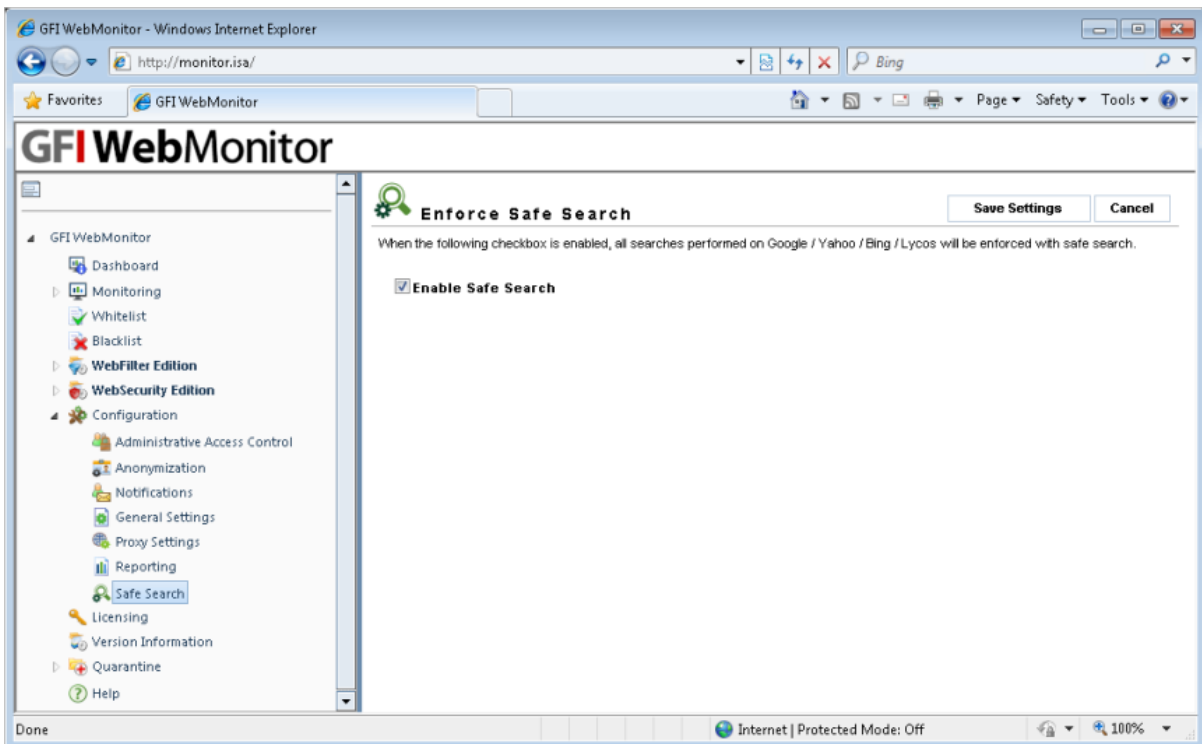 GFI WebMonitor - Windows Internet Explorer
http://monitor.isa/
Bing
Favorites
GFI WebMonitor
Page
Safety
Tools
GFI WebMonitor
GFI WebMonitor
Dashboard
Monitoring
Whitelist
Blacklist
WebFilter Edition
WebSecurity Edition
Configuration
Administrative Access Control
Anonymization
Notifications
General Settings
Proxy Settings
Reporting
Safe Search
Licensing
Version Information
Quarantine
Help
Enforce Safe Search
Save Settings
Cancel
When the following checkbox is enabled, all searches performed on Google / Yahoo / Bing / Lycos will be enforced with safe search.
Enable Safe Search
Done
Internet | Protected Mode: Off
100%